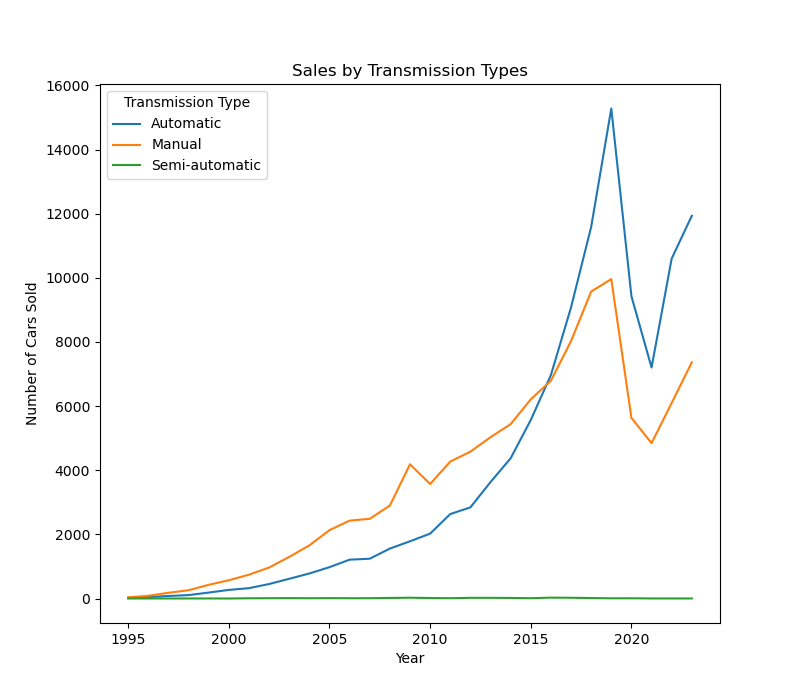 Sales by Transmission Types
Transmission Type
Automatic
Manual
Semi-automatic
16000
14000
12000
10000
8000
6000
4000
2000
0
Number of Cars Sold
1995 2000 2005 2010 2015 2020
Year